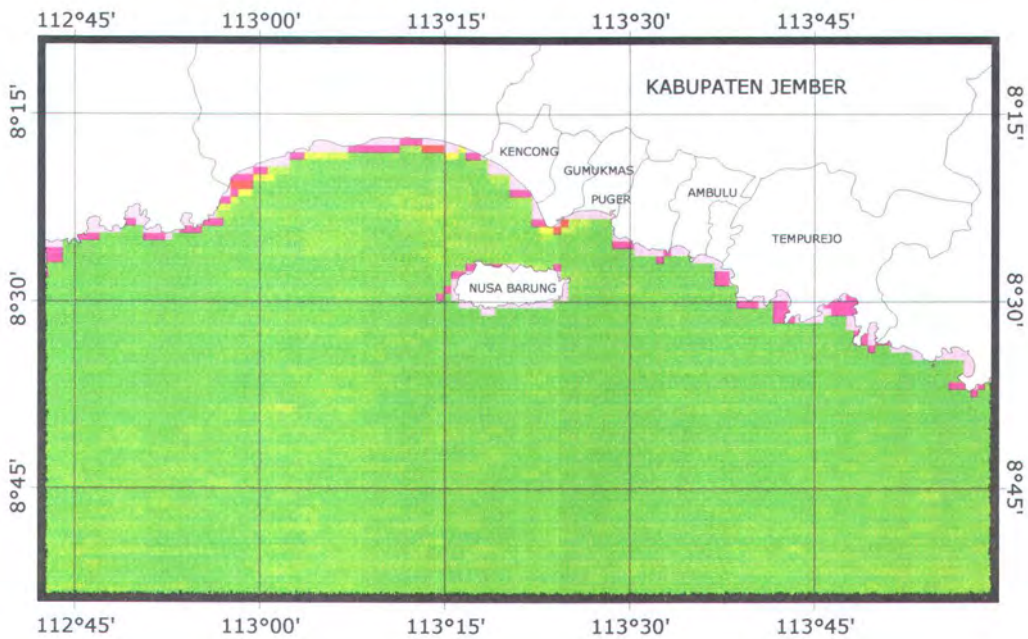 112°45' 113°00' 113°15' 113°30' 113°45'
KABUPATEN JEMBER
8°15' 8°15'
KENCONG
GUMUKMAS
PUGER
AMBULU
TEMPUREJO
NUSA BARUNG
8°30' 8°30'
8°45' 8°45'
112°45' 113°00' 113°15' 113°30' 113°45'